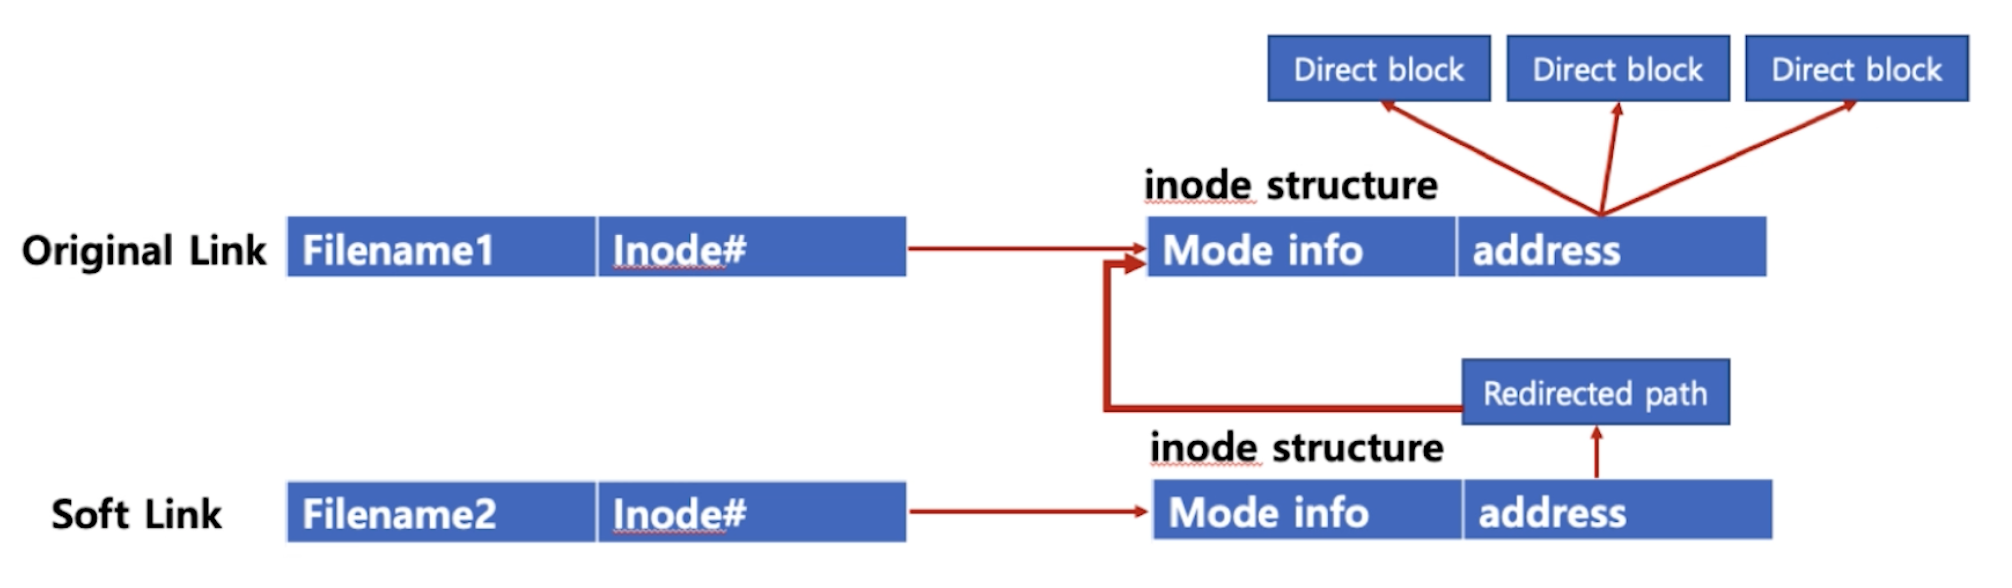 Direct block
Direct block
Direct block
inode structure
Original Link
Filename1
Inode#
Mode info
address
Redirected path
inode structure
Soft Link
Filename2
Inode#
Mode info
address